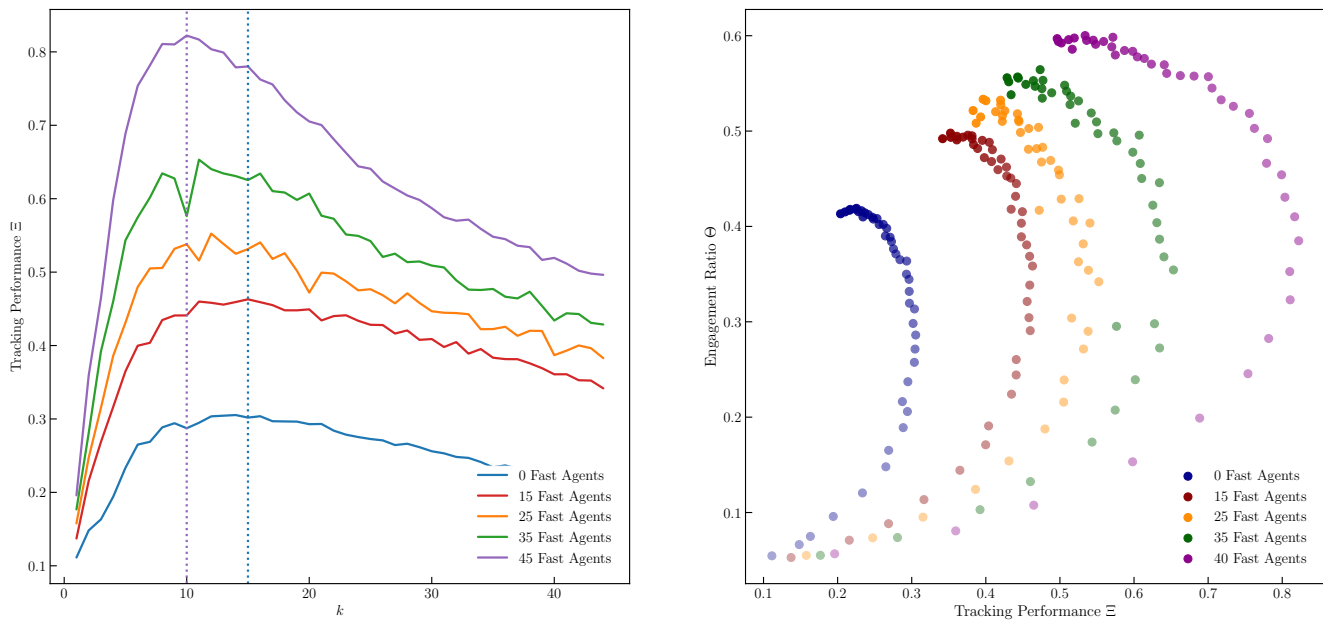 0.8
0.7
0.6
0.5
0.4
0.3
0.2
0.1
Tracking Performance Ξ
0
10
20
30
40
k
0 Fast Agents
15 Fast Agents
25 Fast Agents
35 Fast Agents
45 Fast Agents
0.6
0.5
0.4
0.3
0.2
0.1
Engagement Ratio Θ
0.1
0.2
0.3
0.4
0.5
0.6
0.7
0.8
Tracking Performance Ξ
0 Fast Agents
15 Fast Agents
25 Fast Agents
35 Fast Agents
40 Fast Agents